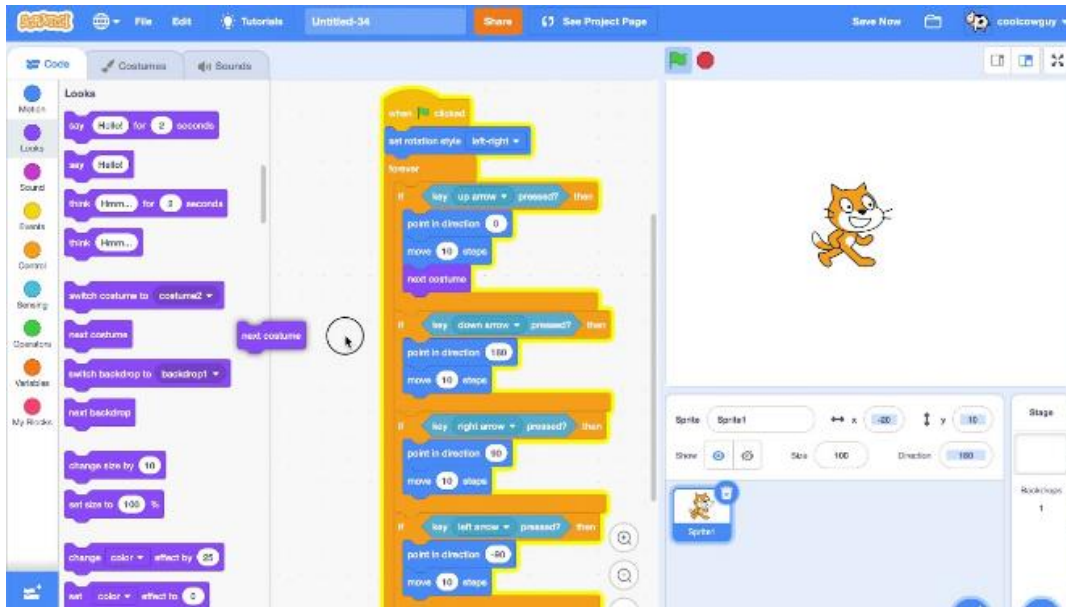 SCRATCH File Edit Tutorials Untitled-34 Share See Project Page Save Now coolcowguy
Code Costumes Sounds
Motion
Looks
Sound
Events
Control
Sensing
Operators
Variables
My Blocks
Looks
say Hello! for 2 seconds
say Hello!
think Hmm... for 2 seconds
think Hmm...
switch costume to costume2
next costume
switch backdrop to backdrop1
next backdrop
change size by 10
set size to 100 %
change color effect by 25
set color effect to 0
next costume
when clicked
set rotation style left-right
forever
if key up arrow pressed? then
point in direction 0
move 10 steps
next costume
if key down arrow pressed? then
point in direction 180
move 10 steps
if key right arrow pressed? then
point in direction 90
move 10 steps
if key left arrow pressed? then
point in direction -90
move 10 steps
Sprite Sprite1 x -20 y 10
Show Size 100 Direction 180
Sprite1
Stage
Backdrops
1